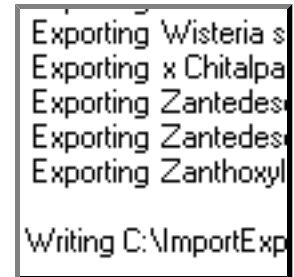 Exporting Wisteria s
Exporting x Chitalpa
Exporting Zantedes
Exporting Zantedes
Exporting Zanthoxyl
Writing C:\ImportExp